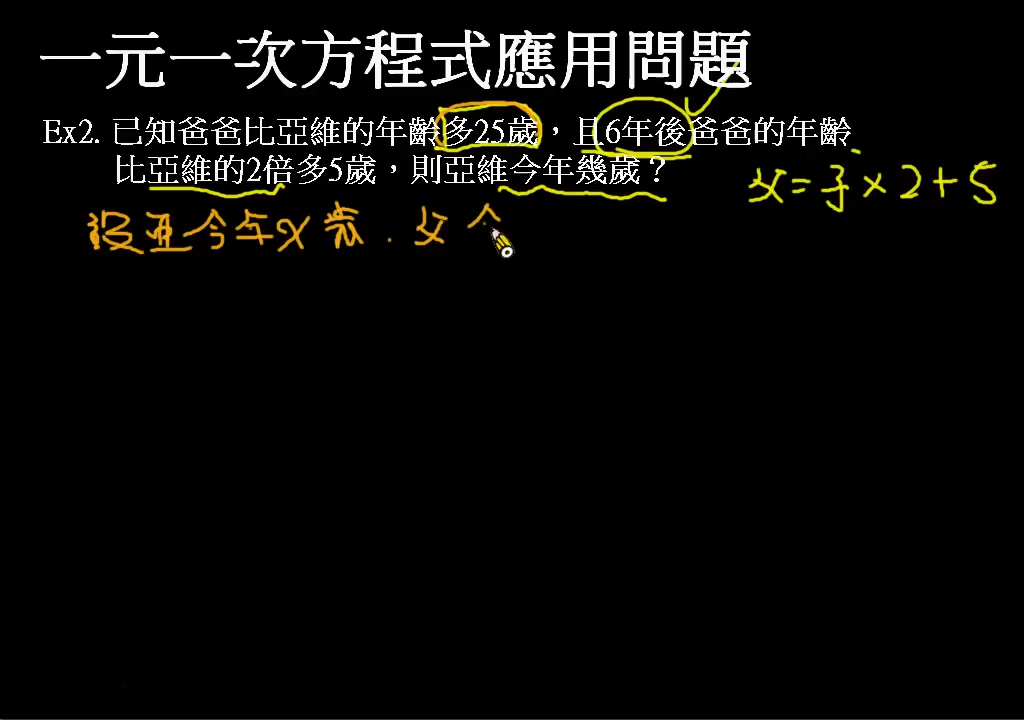 一元一次方程式應用問題
Ex2. 已知爸爸比亞維的年齡多25歲，且6年後爸爸的年齡
比亞維的2倍多5歲，則亞維今年幾歲？
父=子×2+5
設亞今年x歲．父今